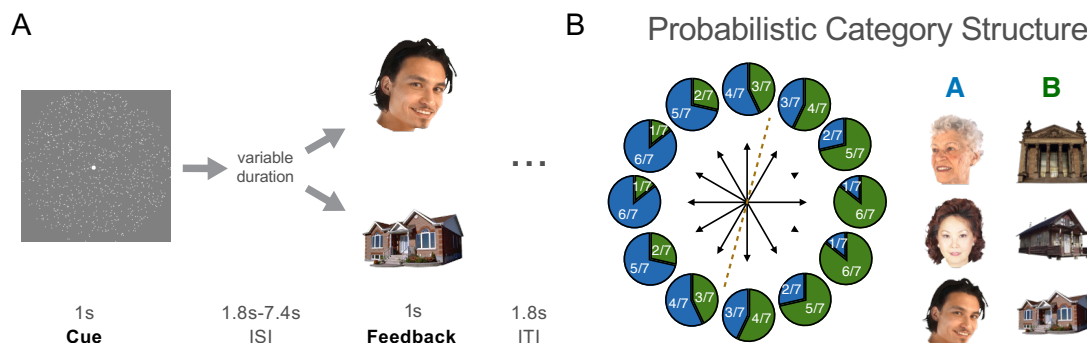 A
variable
duration
...
1s
Cue
1.8s-7.4s
ISI
1s
Feedback
1.8s
ITI
B
Probabilistic Category Structure
4/7 3/7
3/7 4/7
2/7 5/7
1/7 6/7
1/7 6/7
2/7 5/7
3/7 4/7
4/7 3/7
5/7 2/7
6/7 1/7
6/7 1/7
5/7 2/7
A
B